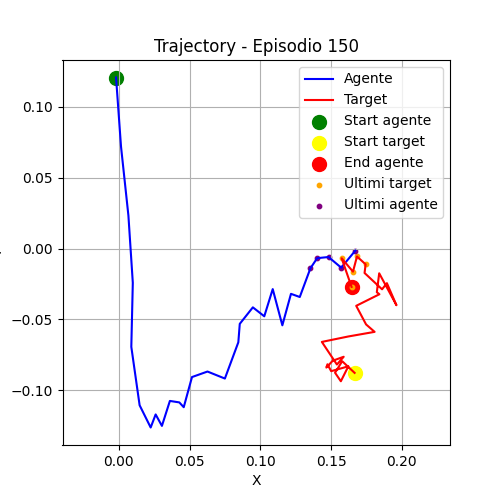 Trajectory - Episodio 150
Agente
Target
Start agente
Start target
End agente
Ultimi target
Ultimi agente
0.10
0.05
0.00
−0.05
−0.10
0.00
0.05
0.10
0.15
0.20
X